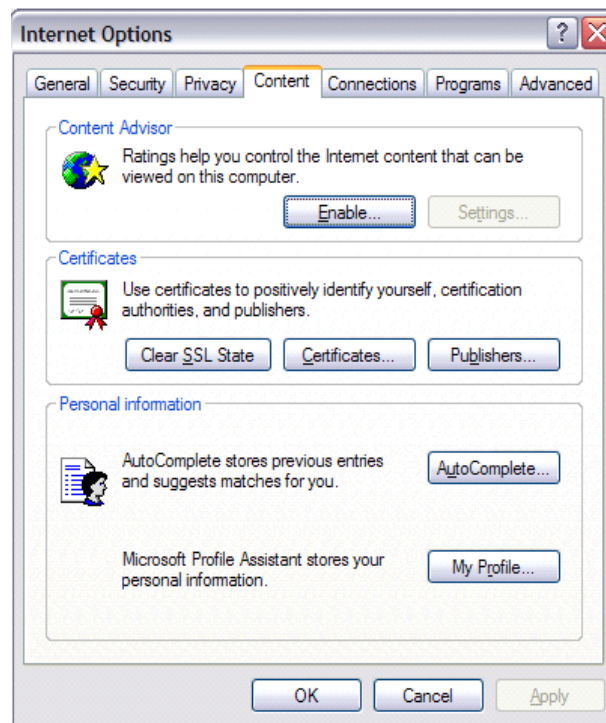 Internet Options
General Security Privacy Content Connections Programs Advanced
Content Advisor
Ratings help you control the Internet content that can be
viewed on this computer.
Enable... Settings...
Certificates
Use certificates to positively identify yourself, certification
authorities, and publishers.
Clear SSL State Certificates... Publishers...
Personal information
AutoComplete stores previous entries
and suggests matches for you.
AutoComplete...
Microsoft Profile Assistant stores your
personal information.
My Profile...
OK Cancel Apply